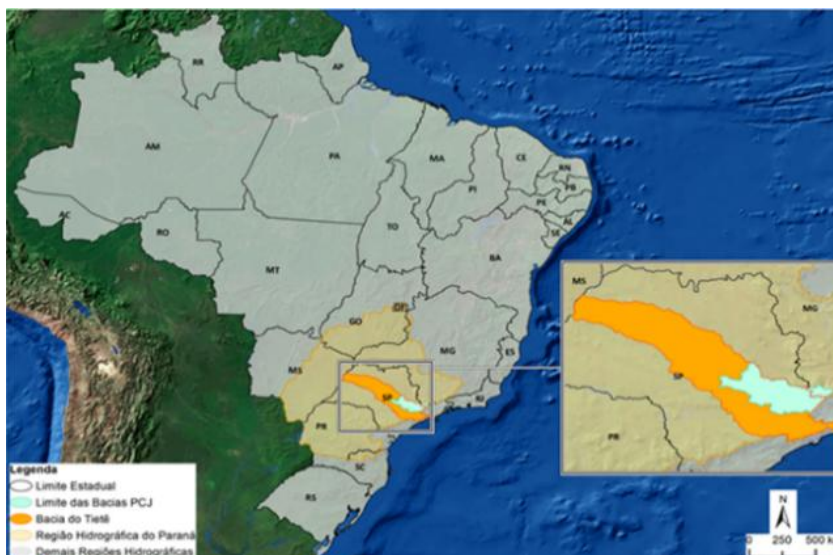 RR
AP
AM
PA
MA
CE
RN
PB
PE
AL
SE
PI
AC
RO
TO
BA
MT
GO
DF
MS
MG
ES
SP
RJ
PR
SC
RS
MS
MG
SP
PR
Legenda
Limite Estadual
Limite das Bacias PCJ
Bacia do Tietê
Região Hidrográfica do Paraná
Demais Regiões Hidrográficas
N
0 250 500 k